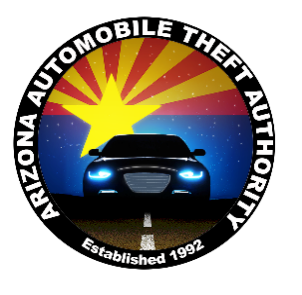 ARIZONA AUTOMOBILE THEFT AUTHORITY
Established 1992